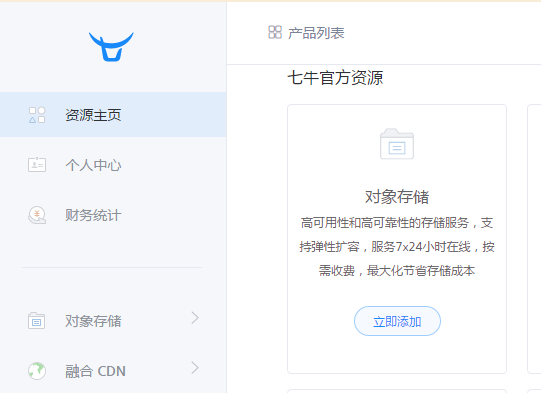 资源主页
个人中心
财务统计
对象存储
融合 CDN
产品列表
七牛官方资源
对象存储
高可用性和高可靠性的存储服务，支
持弹性扩容，服务7x24小时在线，按
需收费，最大化节省存储成本
立即添加